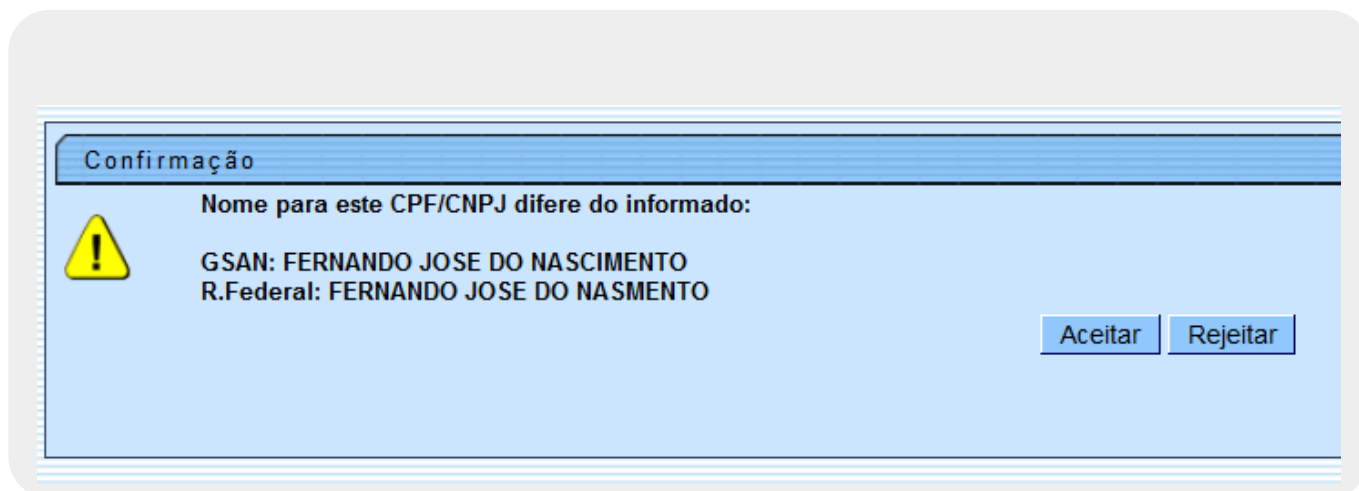 Confirmação
Nome para este CPF/CNPJ difere do informado:
GSAN: FERNANDO JOSE DO NASCIMENTO
R.Federal: FERNANDO JOSE DO NASMENTO
Aceitar Rejeitar